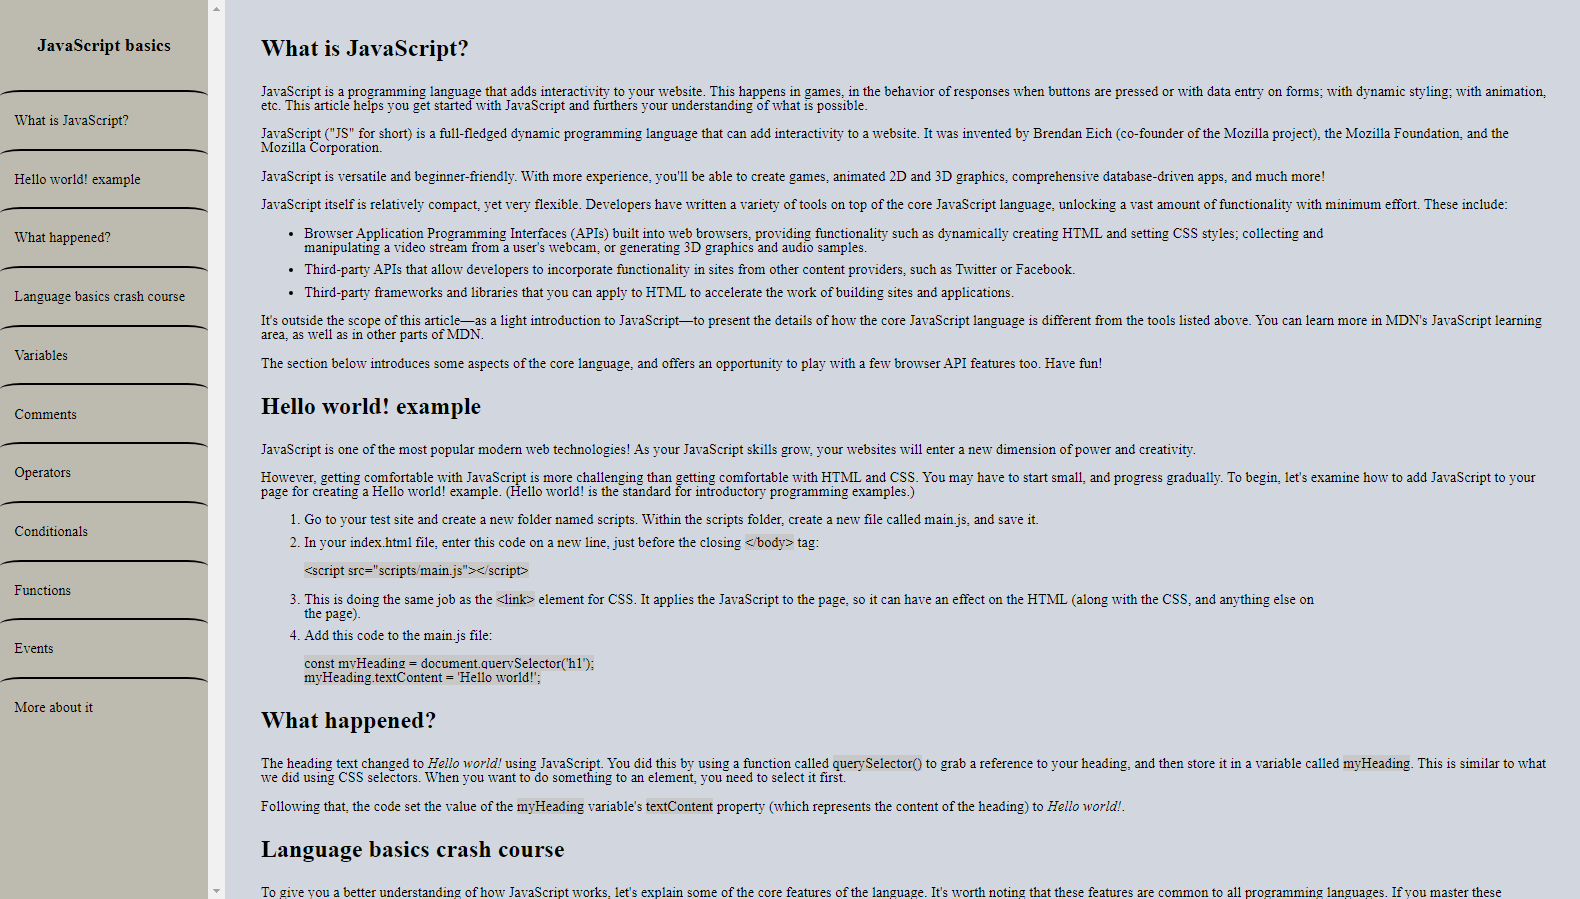 JavaScript basics
What is JavaScript?
Hello world! example
What happened?
Language basics crash course
Variables
Comments
Operators
Conditionals
Functions
Events
More about it
What is JavaScript?
JavaScript is a programming language that adds interactivity to your website. This happens in games, in the behavior of responses when buttons are pressed or with data entry on forms; with dynamic styling; with animation,
etc. This article helps you get started with JavaScript and furthers your understanding of what is possible.
JavaScript ("JS" for short) is a full-fledged dynamic programming language that can add interactivity to a website. It was invented by Brendan Eich (co-founder of the Mozilla project), the Mozilla Foundation, and the
Mozilla Corporation.
JavaScript is versatile and beginner-friendly. With more experience, you'll be able to create games, animated 2D and 3D graphics, comprehensive database-driven apps, and much more!
JavaScript itself is relatively compact, yet very flexible. Developers have written a variety of tools on top of the core JavaScript language, unlocking a vast amount of functionality with minimum effort. These include:
• Browser Application Programming Interfaces (APIs) built into web browsers, providing functionality such as dynamically creating HTML and setting CSS styles; collecting and
manipulating a video stream from a user's webcam, or generating 3D graphics and audio samples.
• Third-party APIs that allow developers to incorporate functionality in sites from other content providers, such as Twitter or Facebook.
• Third-party frameworks and libraries that you can apply to HTML to accelerate the work of building sites and applications.
It's outside the scope of this article—as a light introduction to JavaScript—to present the details of how the core JavaScript language is different from the tools listed above. You can learn more in MDN's JavaScript learning
area, as well as in other parts of MDN.
The section below introduces some aspects of the core language, and offers an opportunity to play with a few browser API features too. Have fun!
Hello world! example
JavaScript is one of the most popular modern web technologies! As your JavaScript skills grow, your websites will enter a new dimension of power and creativity.
However, getting comfortable with JavaScript is more challenging than getting comfortable with HTML and CSS. You may have to start small, and progress gradually. To begin, let's examine how to add JavaScript to your
page for creating a Hello world! example. (Hello world! is the standard for introductory programming examples.)
1. Go to your test site and create a new folder named scripts. Within the scripts folder, create a new file called main.js, and save it.
2. In your index.html file, enter this code on a new line, just before the closing </body> tag:
<script src="scripts/main.js"></script>
3. This is doing the same job as the <link> element for CSS. It applies the JavaScript to the page, so it can have an effect on the HTML (along with the CSS, and anything else on
the page).
4. Add this code to the main.js file:
const myHeading = document.querySelector('h1');
myHeading.textContent = 'Hello world!';
What happened?
The heading text changed to Hello world! using JavaScript. You did this by using a function called querySelector() to grab a reference to your heading, and then store it in a variable called myHeading. This is similar to what
we did using CSS selectors. When you want to do something to an element, you need to select it first.
Following that, the code set the value of the myHeading variable's textContent property (which represents the content of the heading) to Hello world!.
Language basics crash course
To give you a better understanding of how JavaScript works, let's explain some of the core features of the language. It's worth noting that these features are common to all programming languages. If you master these